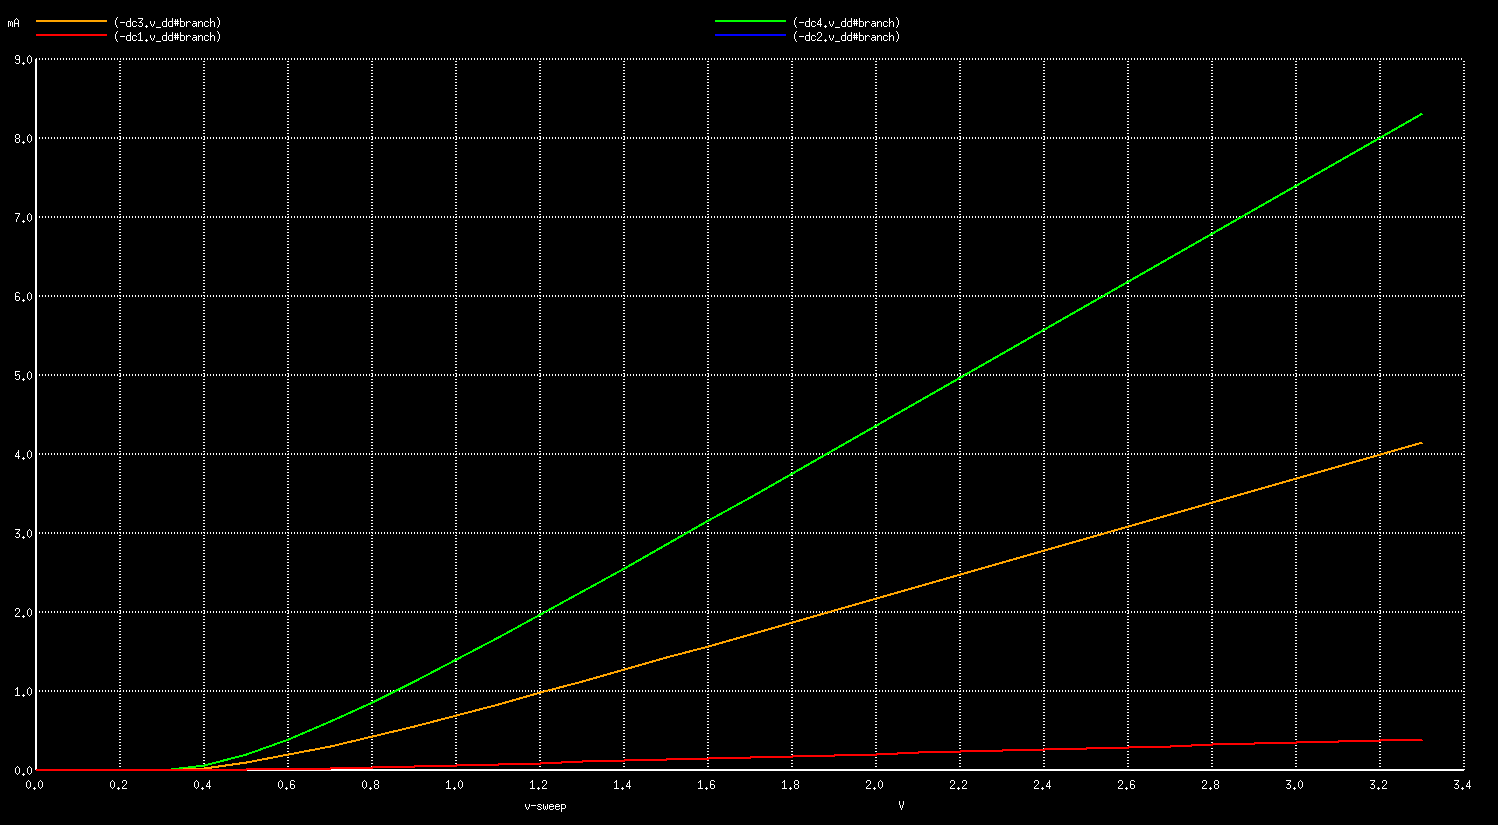 mA (-dc3.v_dd#branch) (-dc4.v_dd#branch)
(-dc1.v_dd#branch) (-dc2.v_dd#branch)
9.0
8.0
7.0
6.0
5.0
4.0
3.0
2.0
1.0
0.0
0.0 0.2 0.4 0.6 0.8 1.0 1.2 1.4 1.6 1.8 2.0 2.2 2.4 2.6 2.8 3.0 3.2 3.4
v-sweep V